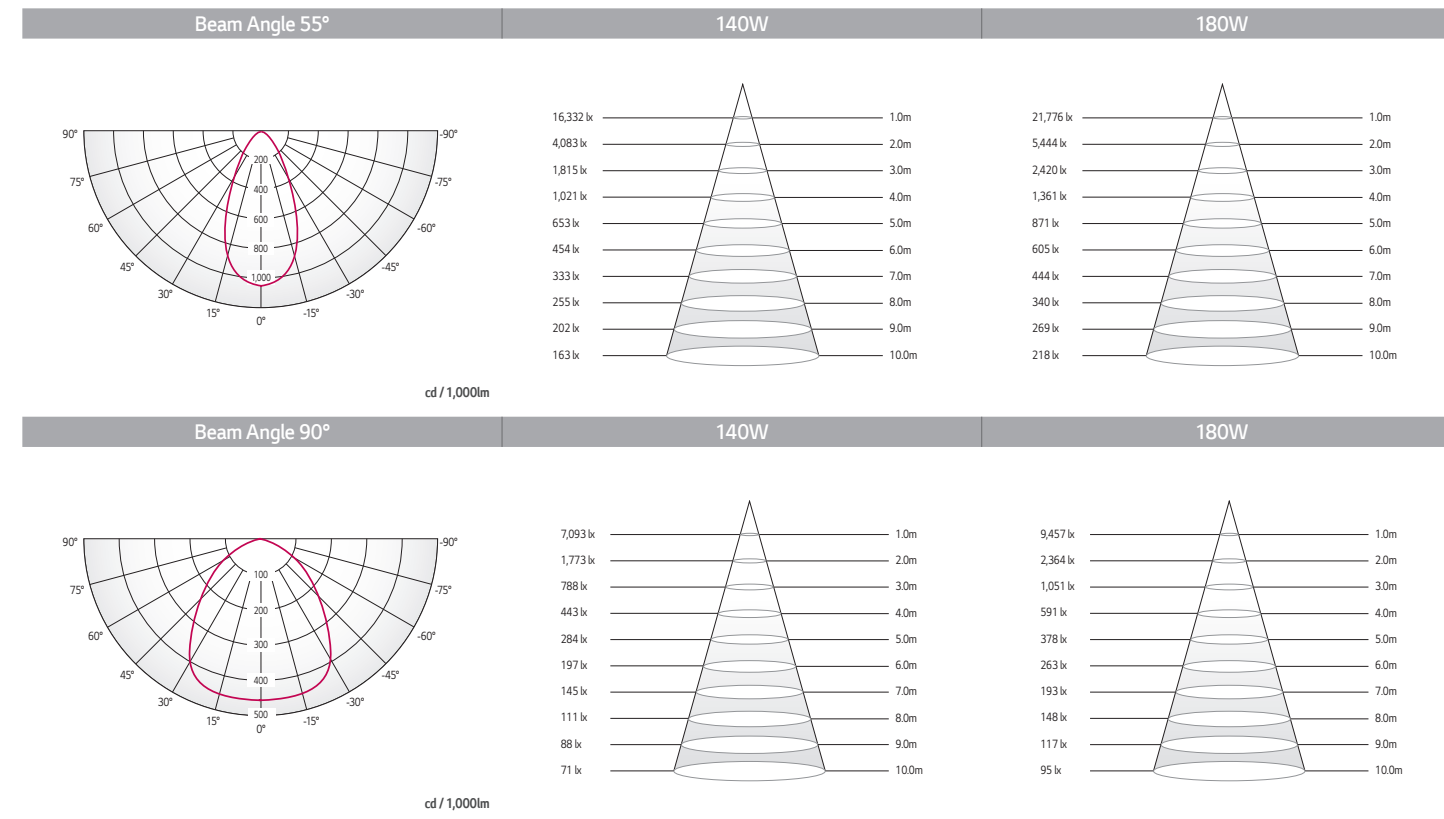 Beam Angle 55° 140W 180W
90° -90°
75° -75°
60° -60°
45° -45°
30° -30°
15° -15°
0°
200
400
600
800
1,000
cd / 1,000lm
16,332 lx 1.0m
4,083 lx 2.0m
1,815 lx 3.0m
1,021 lx 4.0m
653 lx 5.0m
454 lx 6.0m
333 lx 7.0m
255 lx 8.0m
202 lx 9.0m
163 lx 10.0m
21,776 lx 1.0m
5,444 lx 2.0m
2,420 lx 3.0m
1,361 lx 4.0m
871 lx 5.0m
605 lx 6.0m
444 lx 7.0m
340 lx 8.0m
269 lx 9.0m
218 lx 10.0m
Beam Angle 90° 140W 180W
90° -90°
75° -75°
60° -60°
45° -45°
30° -30°
15° -15°
0°
100
200
300
400
500
cd / 1,000lm
7,093 lx 1.0m
1,773 lx 2.0m
788 lx 3.0m
443 lx 4.0m
284 lx 5.0m
197 lx 6.0m
145 lx 7.0m
111 lx 8.0m
88 lx 9.0m
71 lx 10.0m
9,457 lx 1.0m
2,364 lx 2.0m
1,051 lx 3.0m
591 lx 4.0m
378 lx 5.0m
263 lx 6.0m
193 lx 7.0m
148 lx 8.0m
117 lx 9.0m
95 lx 10.0m